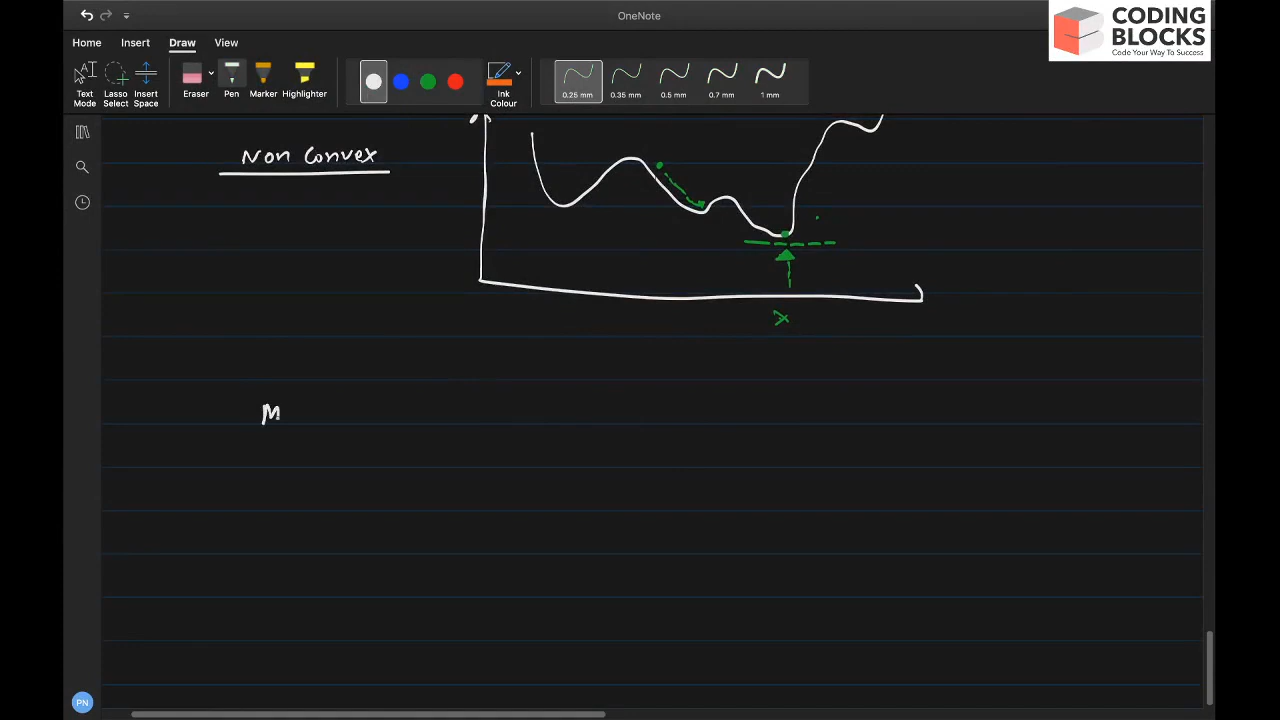 OneNote
CODING
BLOCKS
Code Your Way To Success
Home Insert Draw View
Text Mode
Lasso Select
Insert Space
Eraser
Pen
Marker
Highlighter
Ink Colour
0.25 mm
0.35 mm
0.5 mm
0.7 mm
1 mm
Non Convex
x
M
PN